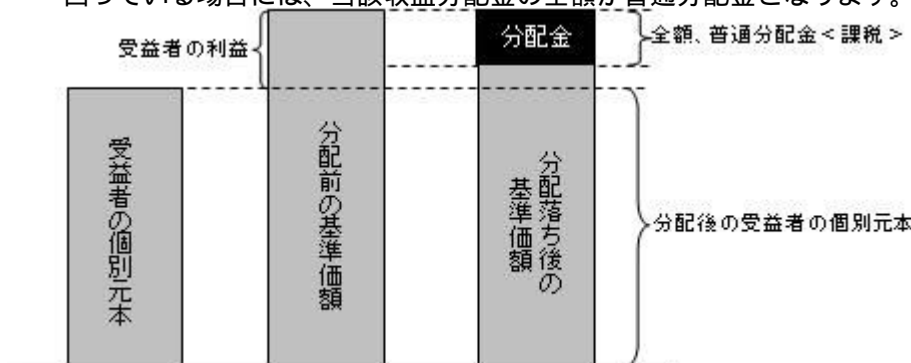 回っている場合には、当該収益分配金の全額が普通分配金となります。
受益者の利益
分配金
全額、普通分配金＜課税＞
受益者の個別元本
分配前の基準価額
分配落ち後の
基準価額
分配後の受益者の個別元本